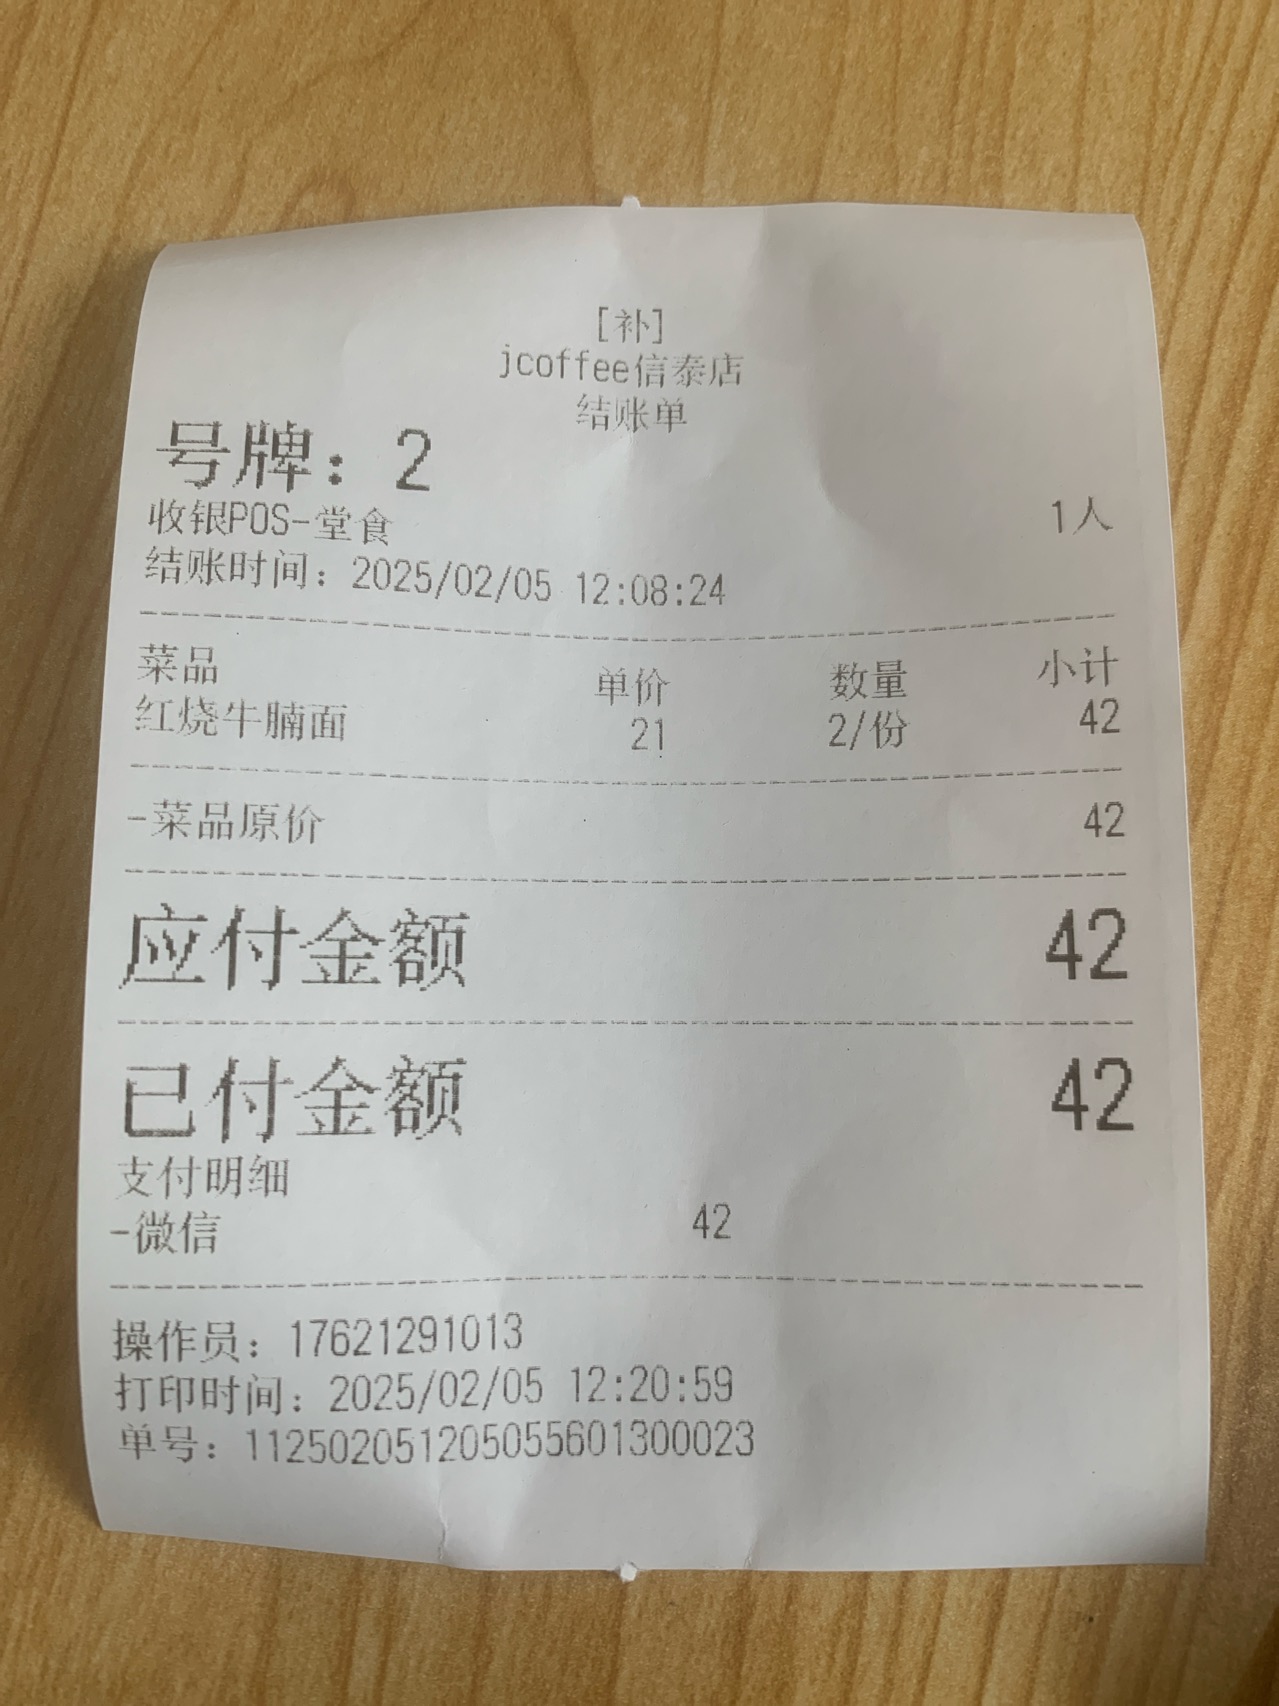 [补]
jcoffee信泰店
结账单
号牌：2
收银POS-堂食 1人
结账时间：2025/02/05 12:08:24
菜品 单价 数量 小计
红烧牛腩面 21 2/份 42
-菜品原价 42
应付金额 42
已付金额 42
支付明细
-微信 42
操作员：17621291013
打印时间：2025/02/05 12:20:59
单号：1125020512050556013​00023